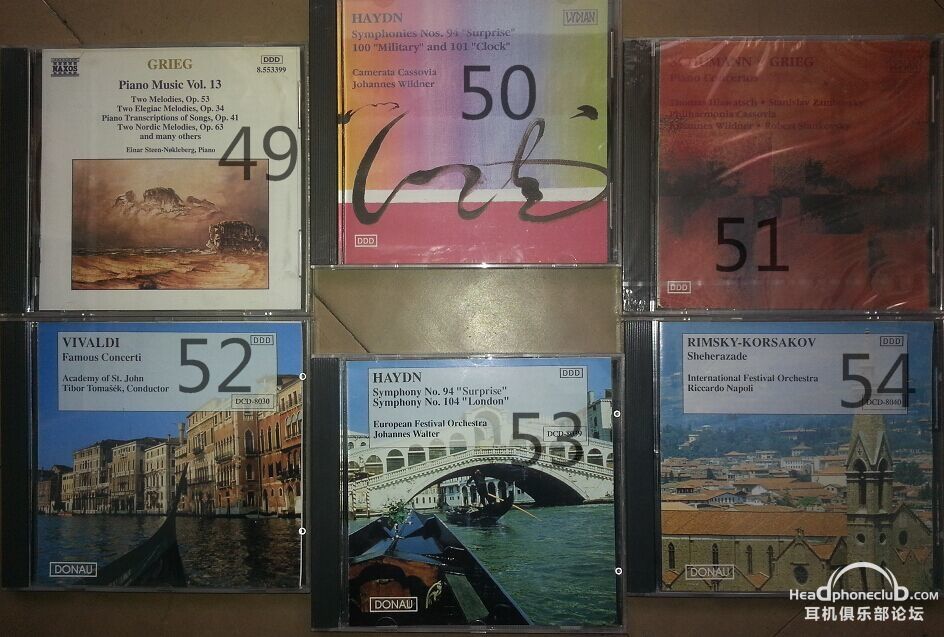 NAXOS
DDD
8.553399
GRIEG
Piano Music Vol. 13
Two Melodies, Op. 53
Two Elegiac Melodies, Op. 34
Piano Transcriptions of Songs, Op. 41
Two Nordic Melodies, Op. 63
and many others
Einar Steen-Nøkleberg, Piano
49
HAYDN
LYDIAN
Symphonies Nos. 94 "Surprise"
100 "Military" and 101 "Clock"
Camerata Cassovia
Johannes Wildner
50
DDD
SCHUMANN • GRIEG
Piano Concertos
Philharmonia Cassovia
Johannes Wildner • Robert Stankovsky
51
DDD
VIVALDI
DDD
Famous Concerti
Academy of St. John
Tibor Tomašék, Conductor
52
DCD-8030
DONAU
HAYDN
DDD
Symphony No. 94 "Surprise"
Symphony No. 104 "London"
European Festival Orchestra
Johannes Walter
53
DONAU
RIMSKY-KORSAKOV
DDD
Sheherazade
International Festival Orchestra
Riccardo Napoli
54
DCD-8040
DONAU
HeadphoneclуB.com
耳机俱乐部论坛